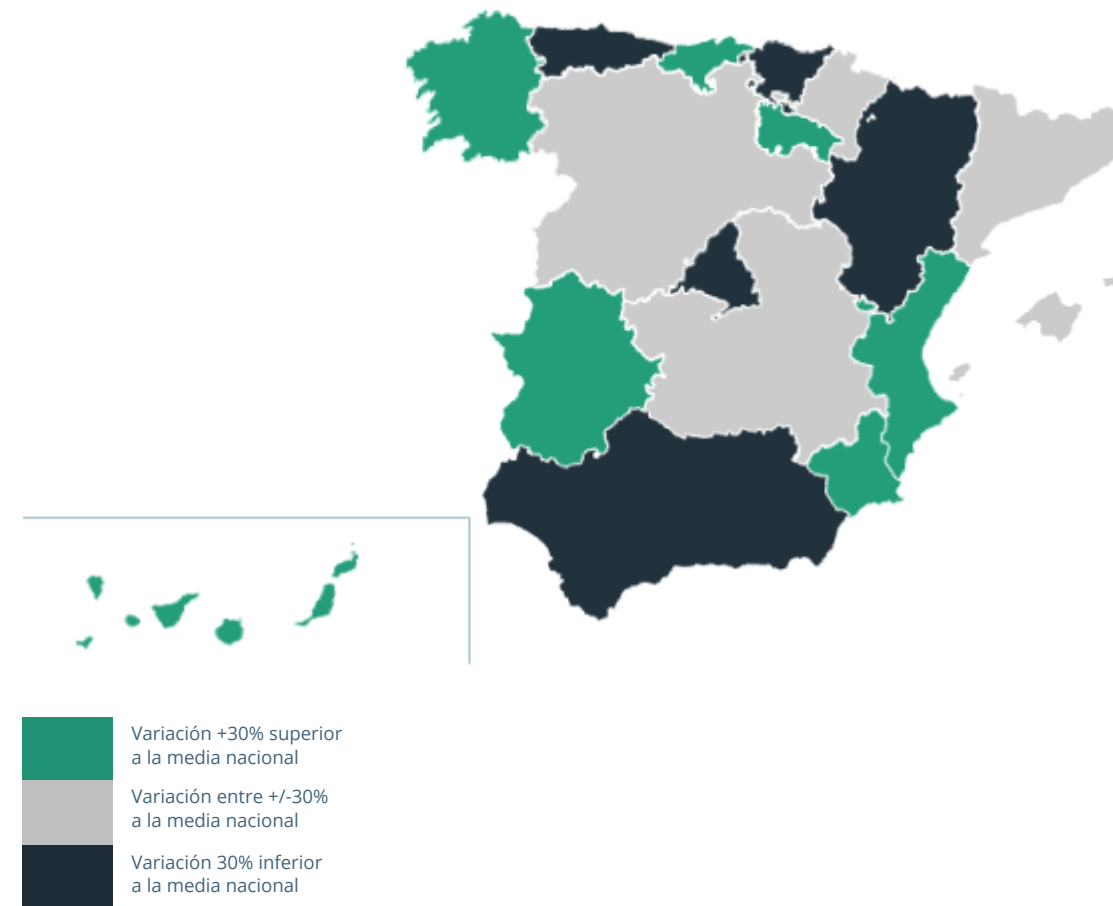 Variación +30% superior
a la media nacional
Variación entre +/-30%
a la media nacional
Variación 30% inferior
a la media nacional